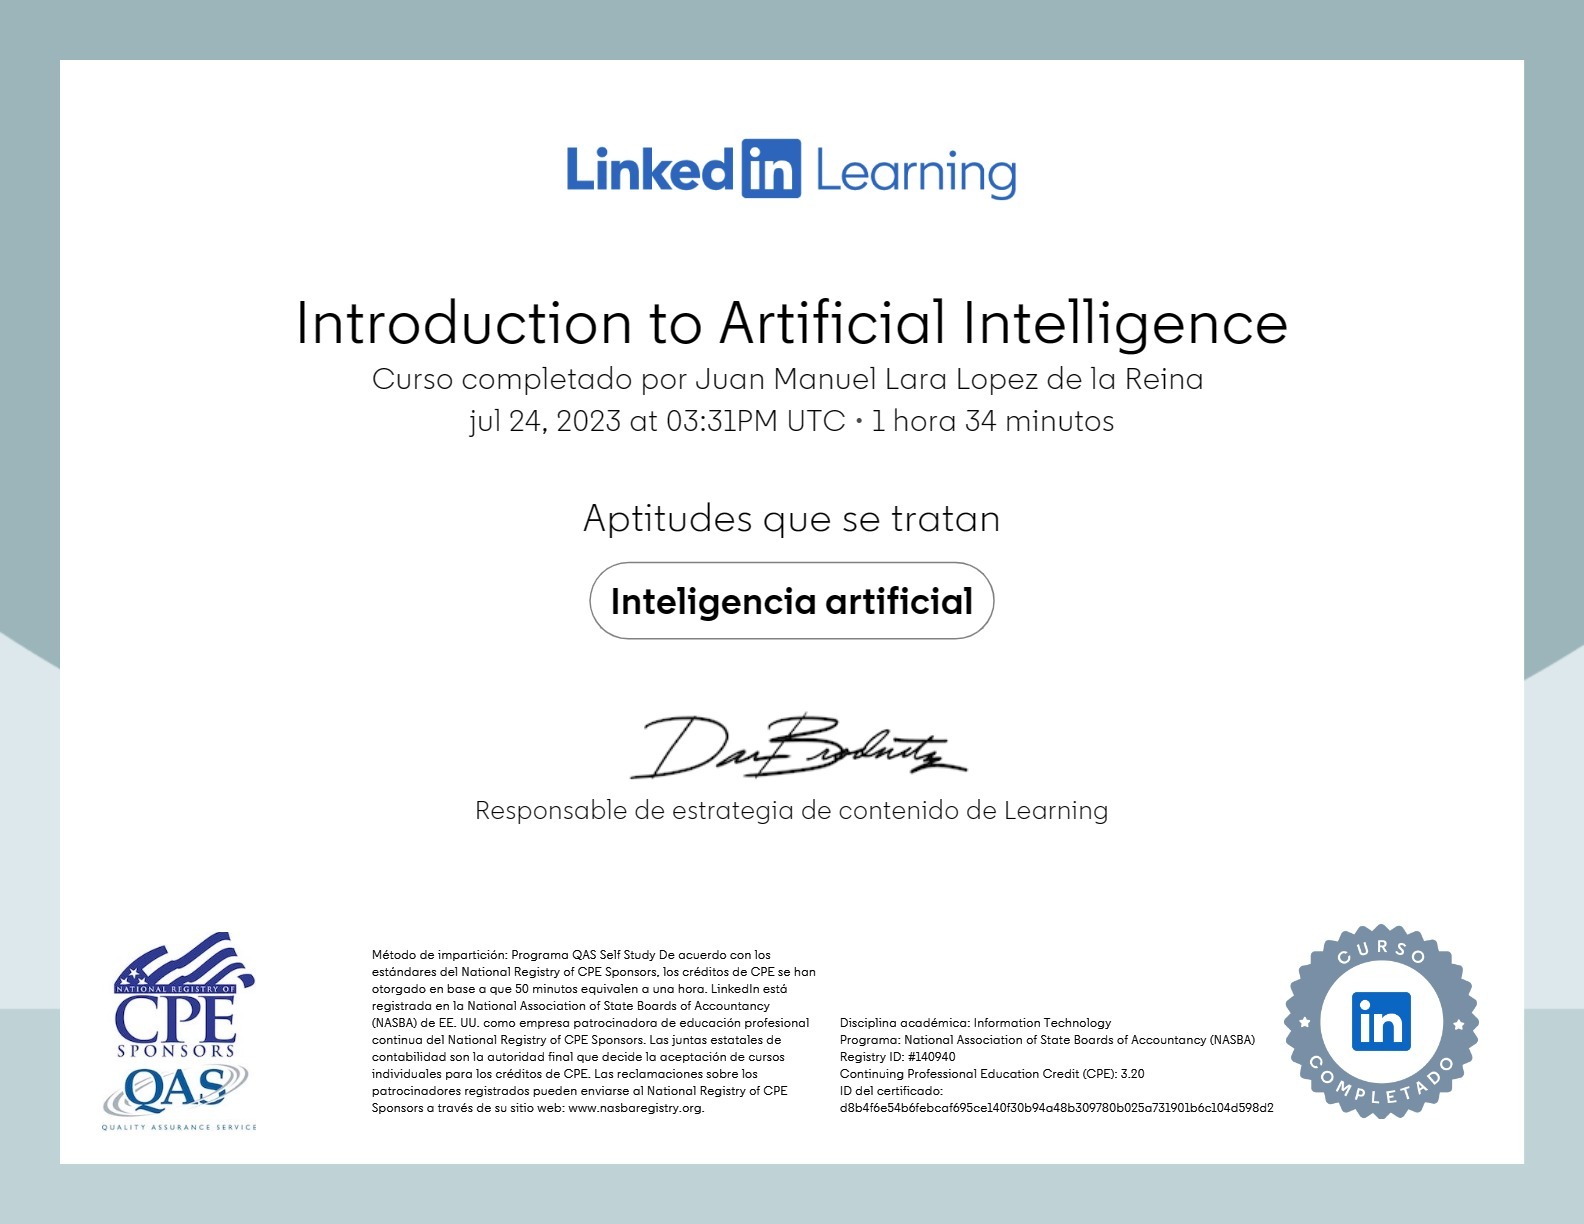 LinkedIn Learning
Introduction to Artificial Intelligence
Curso completado por Juan Manuel Lara Lopez de la Reina
jul 24, 2023 at 03:31PM UTC • 1 hora 34 minutos
Aptitudes que se tratan
Inteligencia artificial
Dan Brodnitz
Responsable de estrategia de contenido de Learning
NATIONAL REGISTRY OF
CPE
SPONSORS
QAS
QUALITY ASSURANCE SERVICE
Método de impartición: Programa QAS Self Study De acuerdo con los
estándares del National Registry of CPE Sponsors, los créditos de CPE se han
otorgado en base a que 50 minutos equivalen a una hora. LinkedIn está
registrada en la National Association of State Boards of Accountancy
(NASBA) de EE. UU. como empresa patrocinadora de educación profesional
continua del National Registry of CPE Sponsors. Las juntas estatales de
contabilidad son la autoridad final que decide la aceptación de cursos
individuales para los créditos de CPE. Las reclamaciones sobre los
patrocinadores registrados pueden enviarse al National Registry of CPE
Sponsors a través de su sitio web: www.nasbaregistry.org.
Disciplina académica: Information Technology
Programa: National Association of State Boards of Accountancy (NASBA)
Registry ID: #140940
Continuing Professional Education Credit (CPE): 3.20
ID del certificado:
d8b4f6e54b6febcaf695ce140f30b94a48b309780b025a731901b6c104d598d2
CURSO
in
COMPLETADO